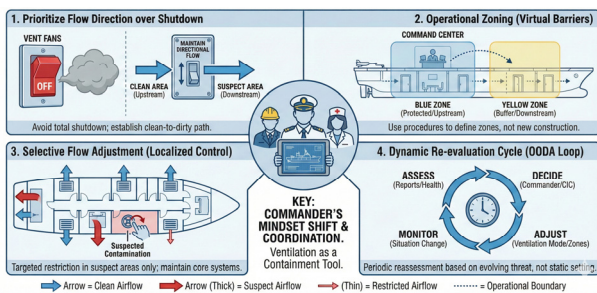 1. Prioritize Flow Direction over Shutdown
VENT FANS
OFF
MAINTAIN
DIRECTIONAL
FLOW
CLEAN AREA
(Upstream)
SUSPECT AREA
(Downstream)
Avoid total shutdown; establish clean-to-dirty path.
2. Operational Zoning (Virtual Barriers)
COMMAND CENTER
BLUE ZONE
(Protected/Upstream)
YELLOW ZONE
(Buffer/Downstream)
Use procedures to define zones, not new construction.
3. Selective Flow Adjustment (Localized Control)
Suspected
Contamination
Targeted restriction in suspect areas only; maintain core systems.
KEY:
COMMANDER'S
MINDSET SHIFT &
COORDINATION.
Ventilation as a
Containment Tool.
4. Dynamic Re-evaluation Cycle (OODA Loop)
ASSESS
(Reports/Health)
DECIDE
(Commander/CIC)
MONITOR
(Situation Change)
ADJUST
(Ventilation Mode/Zones)
Periodic reassessment based on evolving threat, not static setting.
Arrow = Clean Airflow
Arrow (Thick) = Suspect Airflow
(Thin) = Restricted Airflow
Operational Boundary